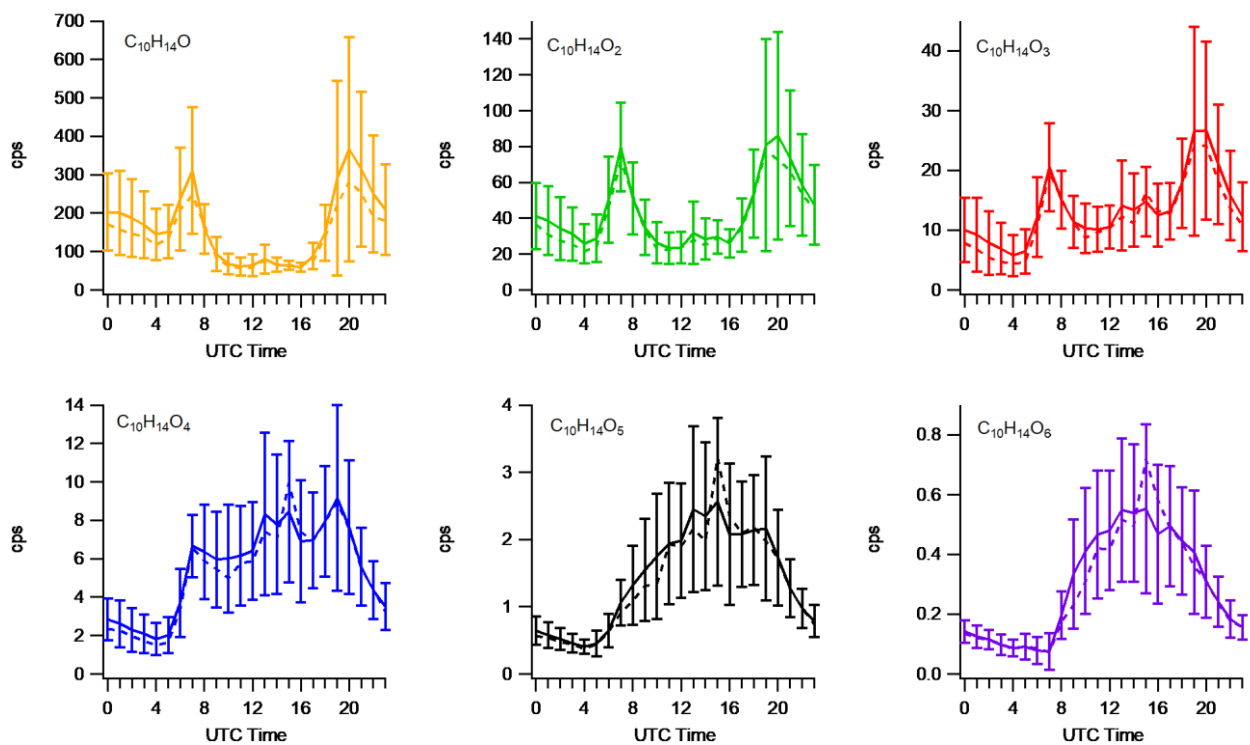 700
600
500
400
300
200
100
0
cps
C10H14O
0 4 8 12 16 20
UTC Time
140
120
100
80
60
40
20
0
cps
C10H14O2
0 4 8 12 16 20
UTC Time
40
30
20
10
0
cps
C10H14O3
0 4 8 12 16 20
UTC Time
14
12
10
8
6
4
2
0
cps
C10H14O4
0 4 8 12 16 20
UTC Time
4
3
2
1
0
cps
C10H14O5
0 4 8 12 16 20
UTC Time
0.8
0.6
0.4
0.2
0.0
cps
C10H14O6
0 4 8 12 16 20
UTC Time